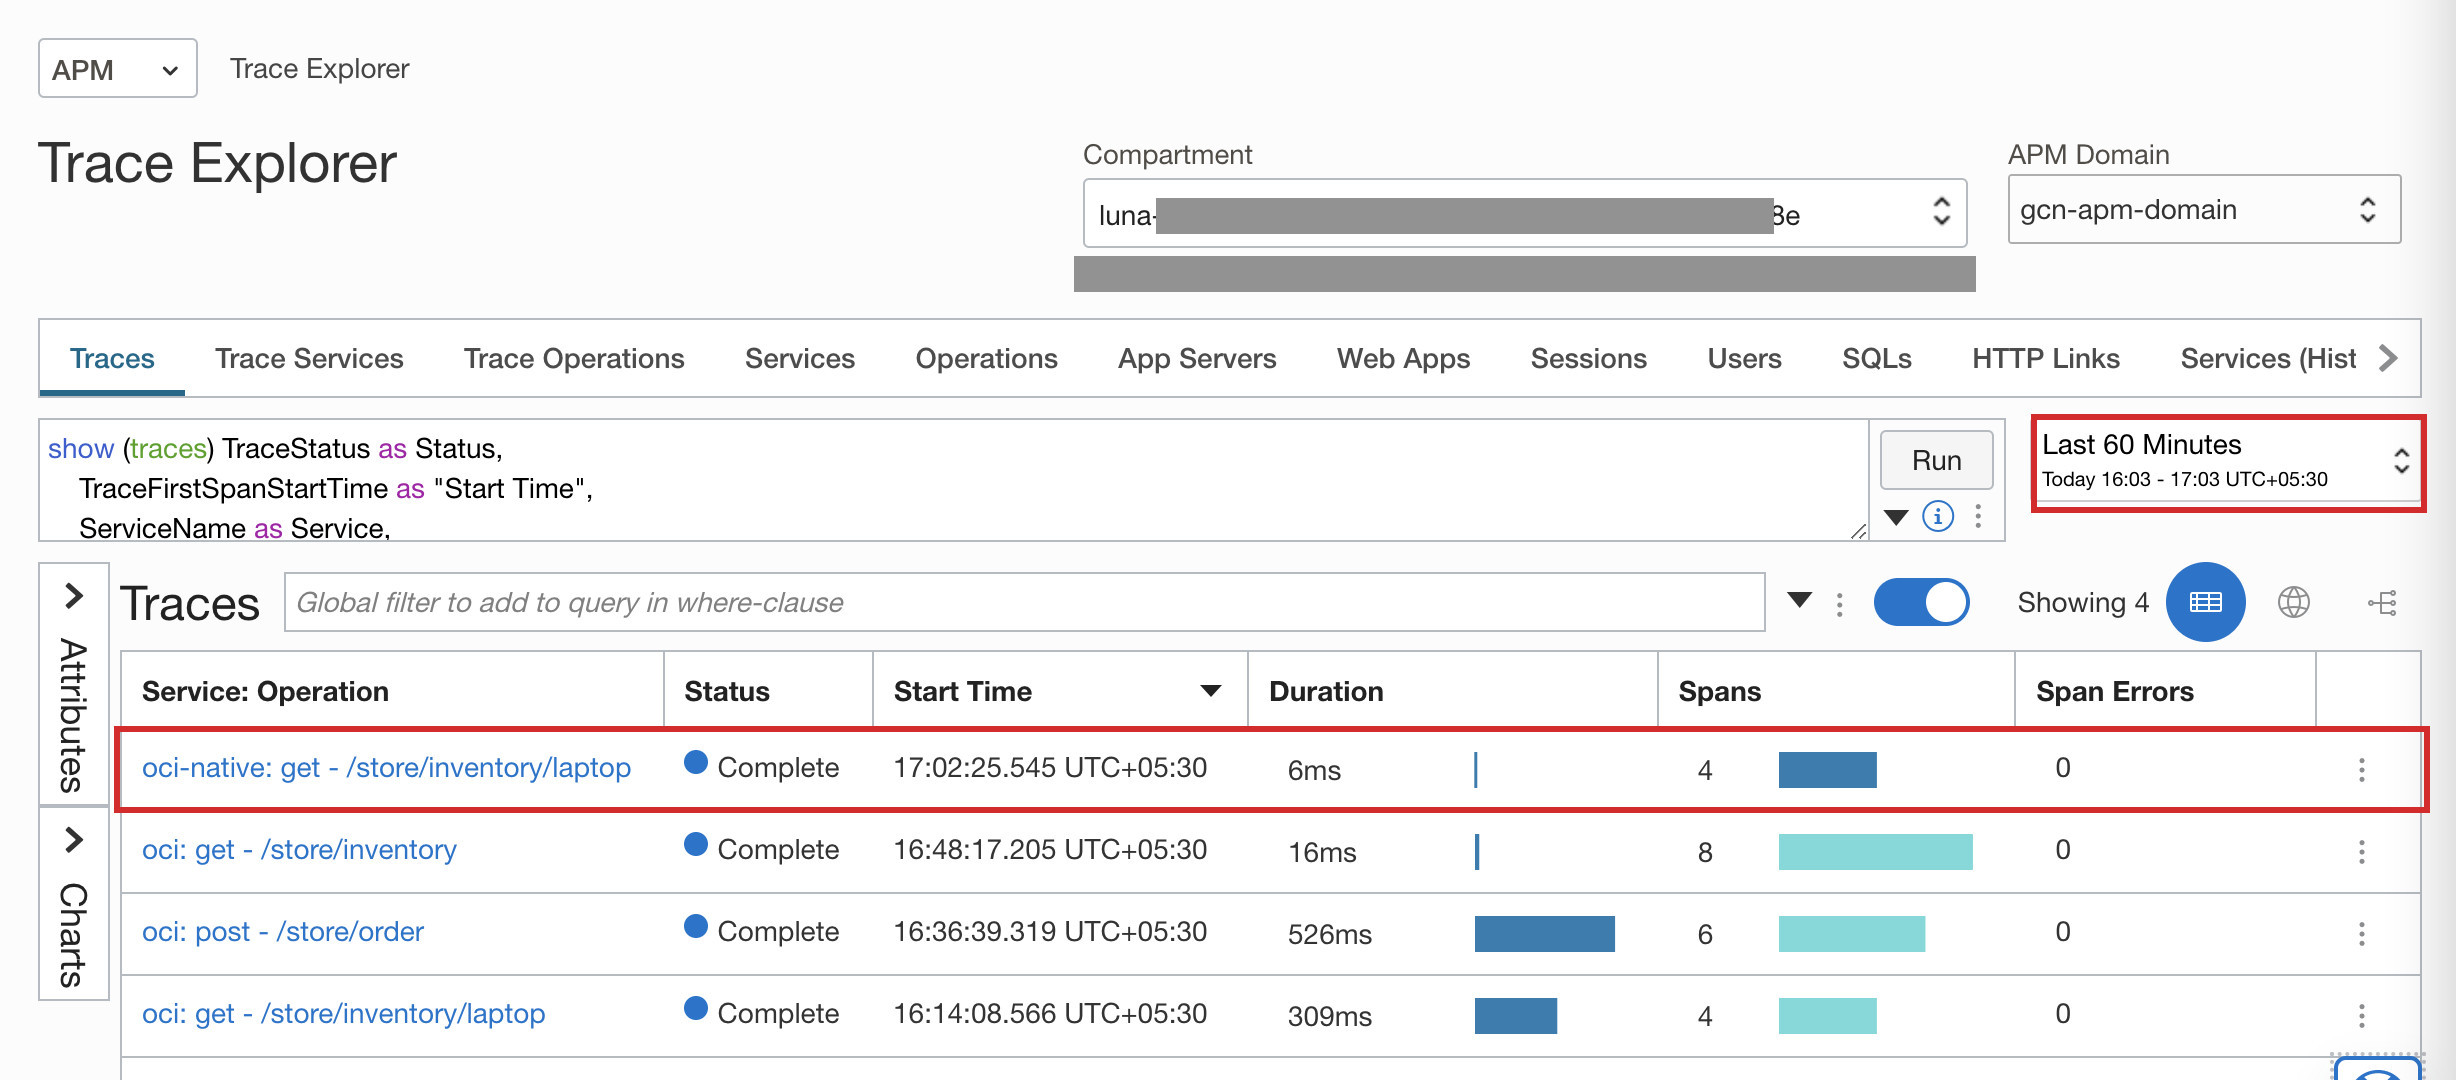 APM
Trace Explorer
Trace Explorer
Compartment
APM Domain
luna-
8e
gcn-apm-domain
Traces
Trace Services
Trace Operations
Services
Operations
App Servers
Web Apps
Sessions
Users
SQLs
HTTP Links
Services (Hist
show (traces) TraceStatus as Status,
TraceFirstSpanStartTime as "Start Time",
ServiceName as Service,
Run
Last 60 Minutes
Today 16:03 - 17:03 UTC+05:30
Attributes
Charts
Traces
Global filter to add to query in where-clause
Showing 4
Service: Operation Status Start Time Duration Spans Span Errors
oci-native: get - /store/inventory/laptop Complete 17:02:25.545 UTC+05:30 6ms 4 0
oci: get - /store/inventory Complete 16:48:17.205 UTC+05:30 16ms 8 0
oci: post - /store/order Complete 16:36:39.319 UTC+05:30 526ms 6 0
oci: get - /store/inventory/laptop Complete 16:14:08.566 UTC+05:30 309ms 4 0